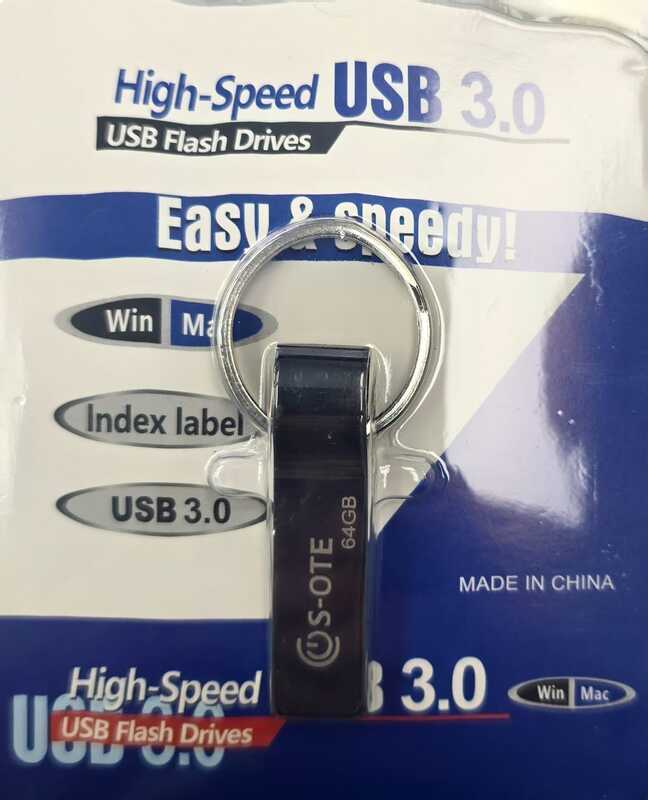 High-Speed USB 3.0
USB Flash Drives
Easy & speedy!
Win Mac
Index label
USB 3.0
64GB
S-OTE
MADE IN CHINA
High-Speed 3.0
USB Flash Drives
Win Mac